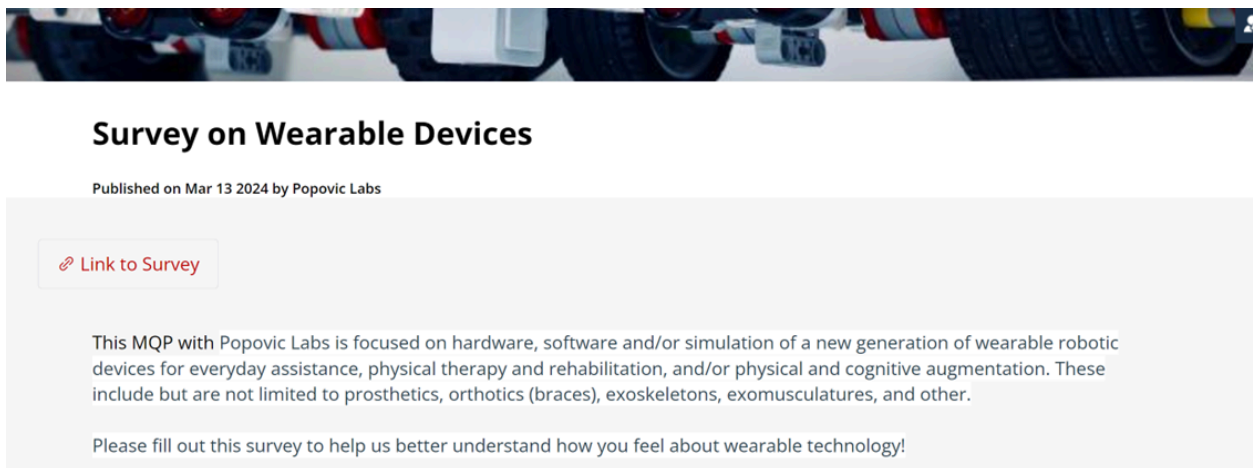 Survey on Wearable Devices
Published on Mar 13 2024 by Popovic Labs
Link to Survey
This MQP with Popovic Labs is focused on hardware, software and/or simulation of a new generation of wearable robotic
devices for everyday assistance, physical therapy and rehabilitation, and/or physical and cognitive augmentation. These
include but are not limited to prosthetics, orthotics (braces), exoskeletons, exomusculatures, and other.
Please fill out this survey to help us better understand how you feel about wearable technology!